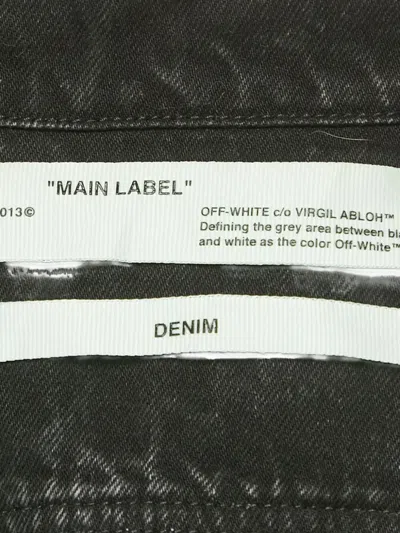 "MAIN LABEL"
013©
OFF-WHITE c/o VIRGIL ABLOH™
Defining the grey area between bla
and white as the color Off-White™
DENIM